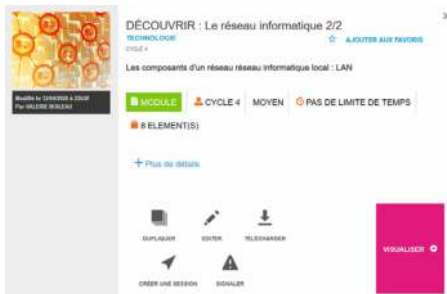 DÉCOUVRIR : Le réseau informatique 2/2
TECHNOLOGIE
AJOUTER AUX FAVORIS
CYCLE 4
Les composants d'un réseau réseau informatique local : LAN
MODULE CYCLE 4 MOYEN PAS DE LIMITE DE TEMPS
8 ELEMENT(S)
+ Plus de détails
DUPLIQUER EDITER TÉLÉCHARGER
CRÉER UNE SESSION SIGNALER
VISUALISER